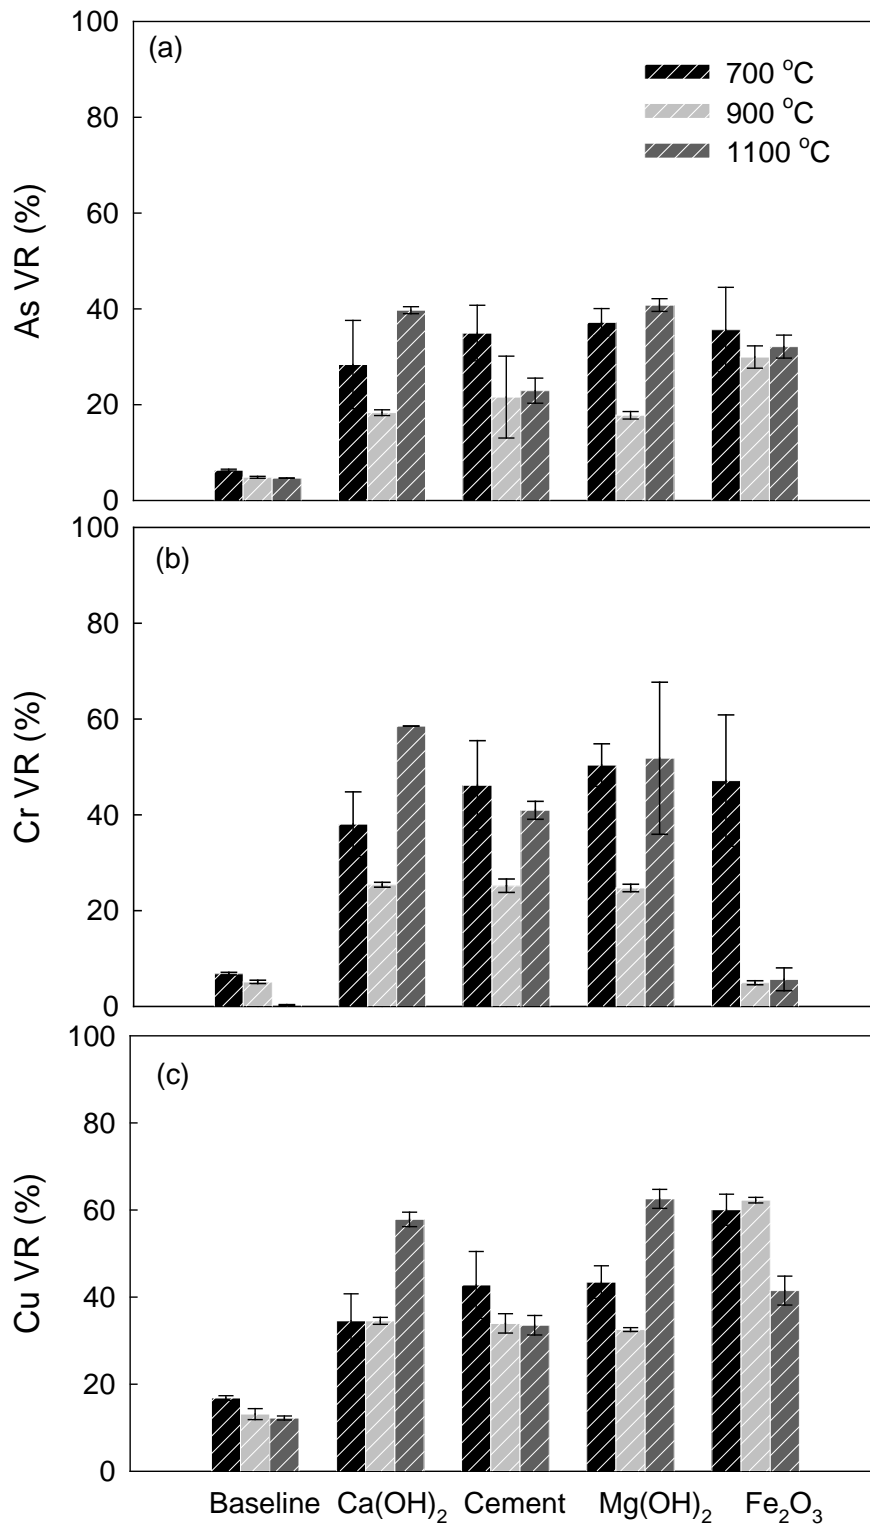 100
(a)
700 °C
80
900 °C
1100 °C
60
As VR (%)
40
20
0
100
(b)
80
60
Cr VR (%)
40
20
0
100
(c)
80
60
Cu VR (%)
40
20
0
Baseline Ca(OH)₂ Cement Mg(OH)₂ Fe₂O₃